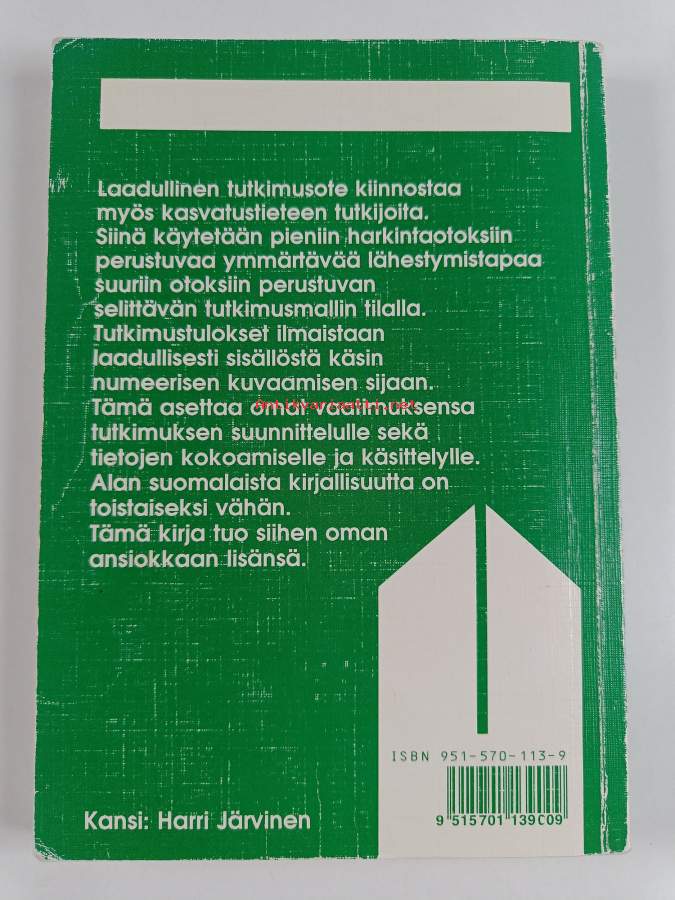 Laadullinen tutkimusote kiinnostaa
myös kasvatustieteen tutkijoita.
Siinä käytetään pieniin harkintaotoksiin
perustuvaa ymmärtävää lähestymistapaa
suuriin otoksiin perustuvan
selittävän tutkimusmallin tilalla.
Tutkimustulokset ilmaistaan
laadullisesti sisällöstä käsin
numeerisen kuvaamisen sijaan.
Tämä asettaa omat vaatimuksensa
Antikvariaatti.net
tutkimuksen suunnittelulle sekä
tietojen kokoamiselle ja käsittelylle.
Alan suomalaista kirjallisuutta on
toistaiseksi vähän.
Tämä kirja tuo siihen oman
ansiokkaan lisänsä.
ISBN 951-570-113-9
9 515701 139009
Kansi: Harri Järvinen